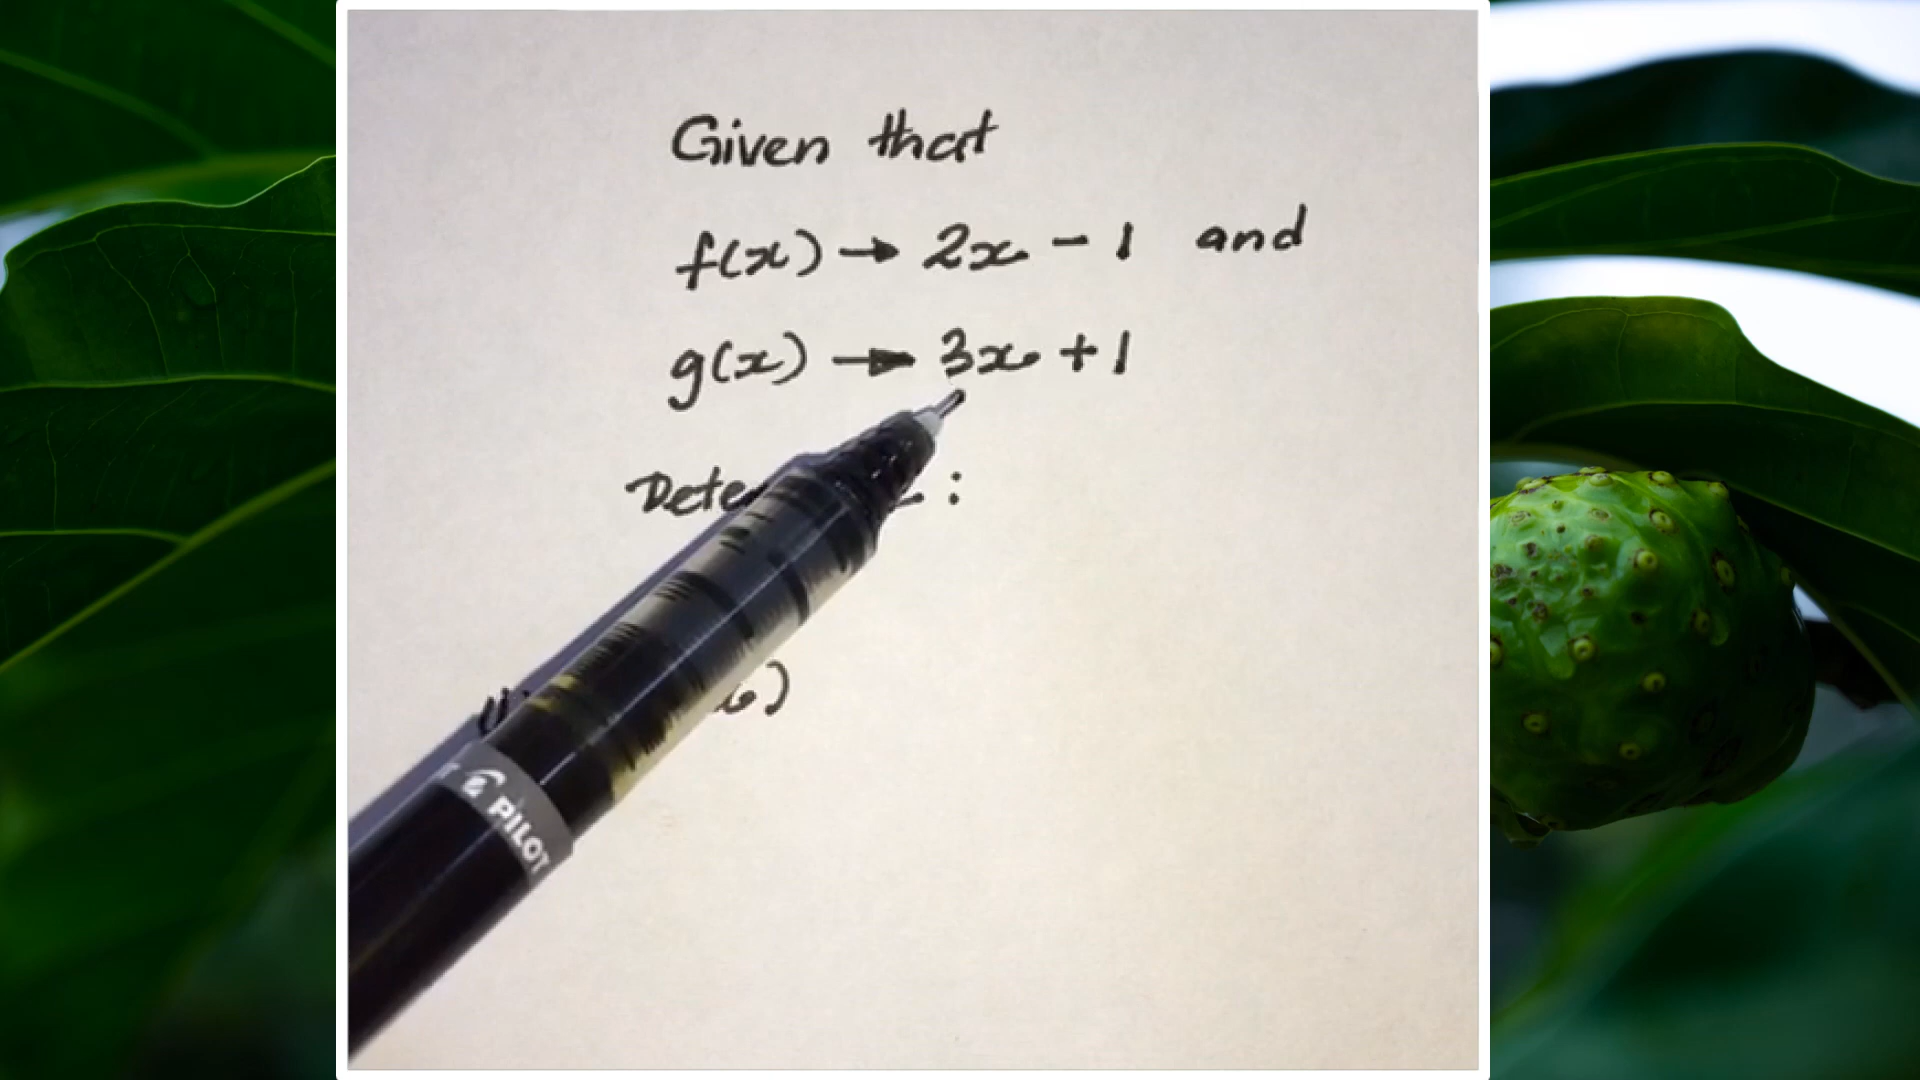 Given that
f(x) → 2x - 1 and
g(x) → 3x + 1
:
)
PILOT